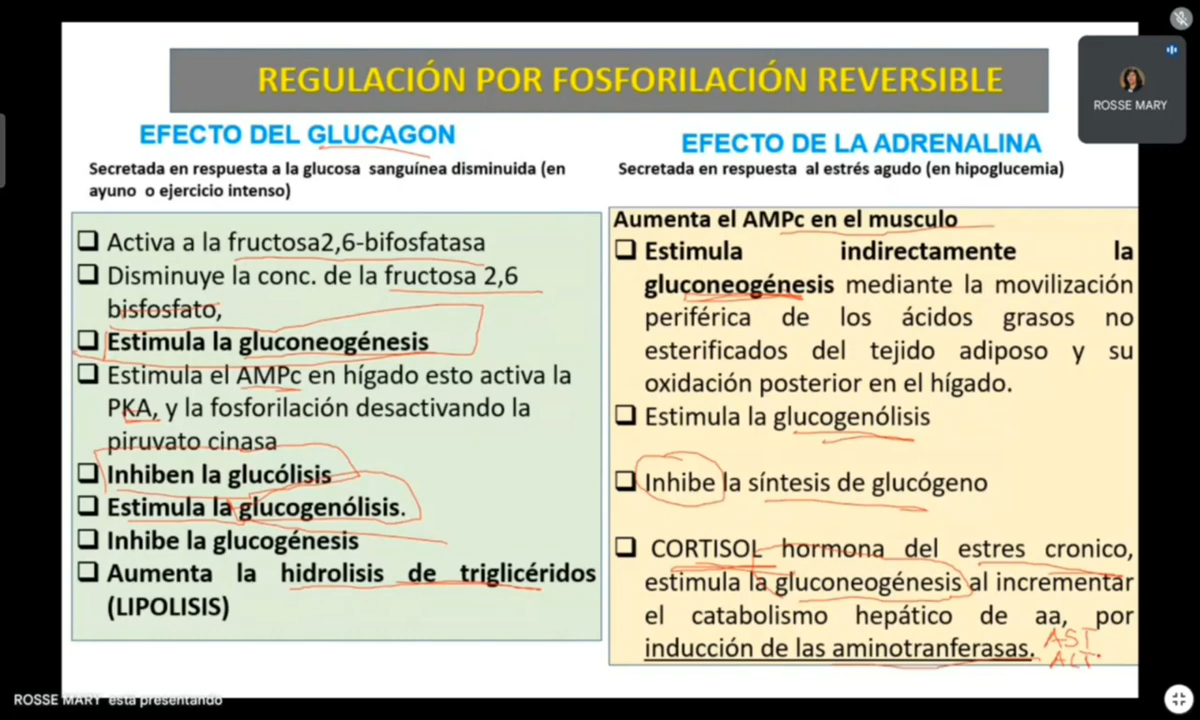 REGULACIÓN POR FOSFORILACIÓN REVERSIBLE
ROSSE MARY
EFECTO DEL GLUCAGON
Secretada en respuesta a la glucosa sanguínea disminuida (en
ayuno o ejercicio intenso)
Activa a la fructosa2,6-bifosfatasa
Disminuye la conc. de la fructosa 2,6
bisfosfato,
Estimula la gluconeogénesis
Estimula el AMPc en hígado esto activa la
PKA, y la fosforilación desactivando la
piruvato cinasa
Inhiben la glucólisis
Estimula la glucogenólisis.
Inhibe la glucogénesis
Aumenta la hidrolisis de triglicéridos
(LIPOLISIS)
EFECTO DE LA ADRENALINA
Secretada en respuesta al estrés agudo (en hipoglucemia)
Aumenta el AMPc en el musculo
Estimula indirectamente la
gluconeogénesis mediante la movilización
periférica de los ácidos grasos no
esterificados del tejido adiposo y su
oxidación posterior en el hígado.
Estimula la glucogenólisis
Inhibe la síntesis de glucógeno
CORTISOL hormona del estres cronico,
estimula la gluconeogénesis al incrementar
el catabolismo hepático de aa, por
inducción de las aminotranferasas.
AST
ALT
ROSSE MARY está presentando